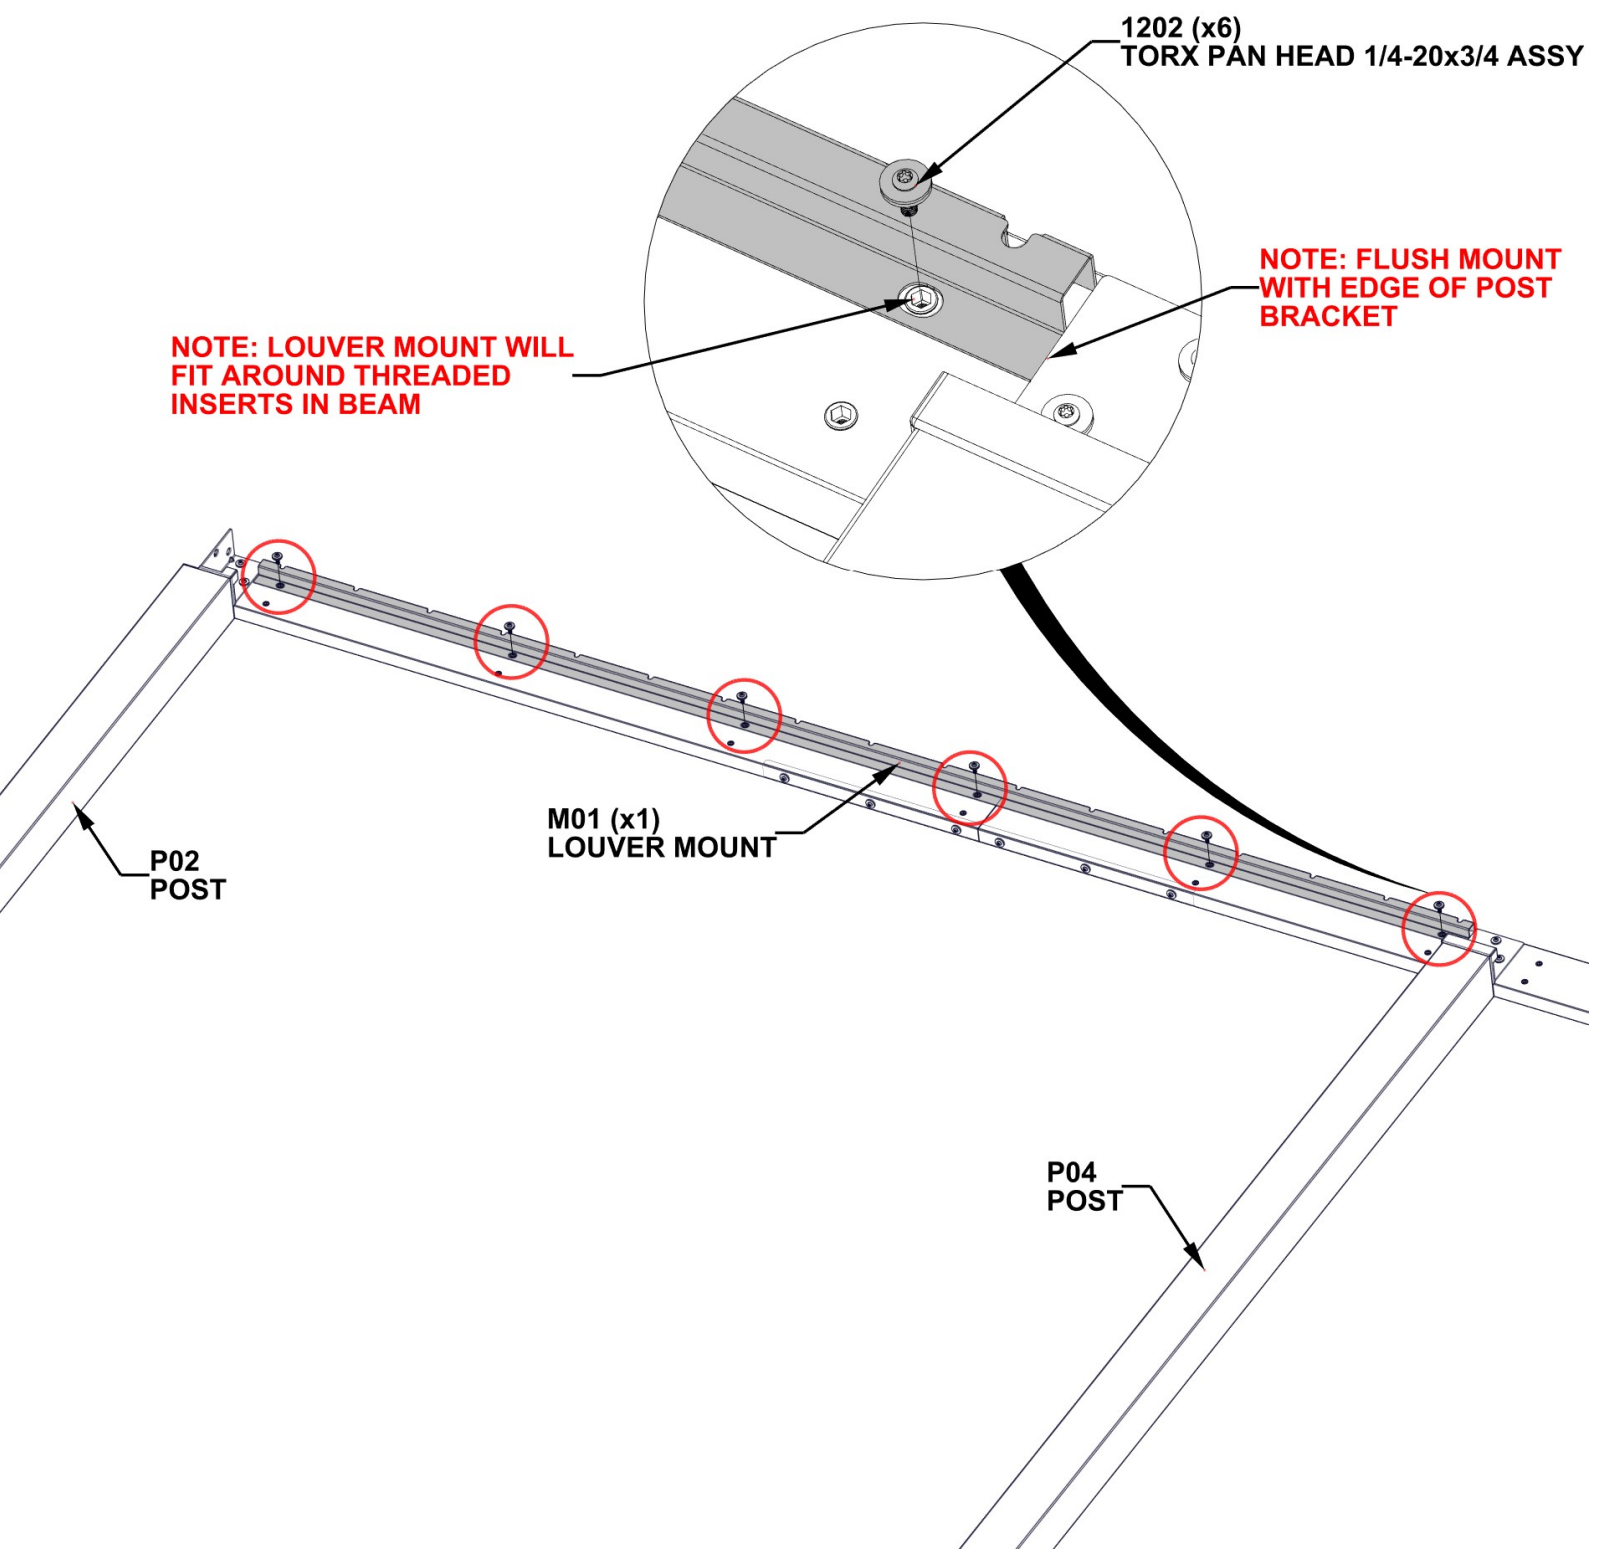 1202 (x6)
TORX PAN HEAD 1/4-20x3/4 ASSY
NOTE: FLUSH MOUNT
WITH EDGE OF POST
BRACKET
NOTE: LOUVER MOUNT WILL
FIT AROUND THREADED
INSERTS IN BEAM
M01 (x1)
LOUVER MOUNT
P02
POST
P04
POST